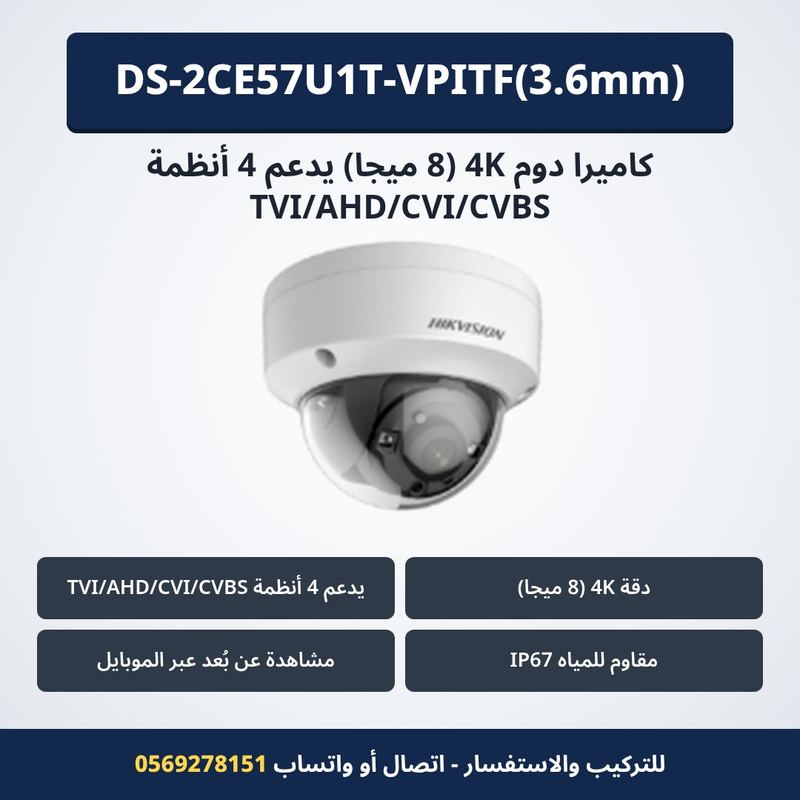 DS-2CE57U1T-VPITF(3.6mm)
كاميرا دوم 4K (8 ميجا) يدعم 4 أنظمة
TVI/AHD/CVI/CVBS
HIKVISION
دقة 4K (8 ميجا)
يدعم 4 أنظمة TVI/AHD/CVI/CVBS
مقاوم للمياه IP67
مشاهدة عن بُعد عبر الموبايل
للتركيب والاستفسار - اتصال أو واتساب 0569278151